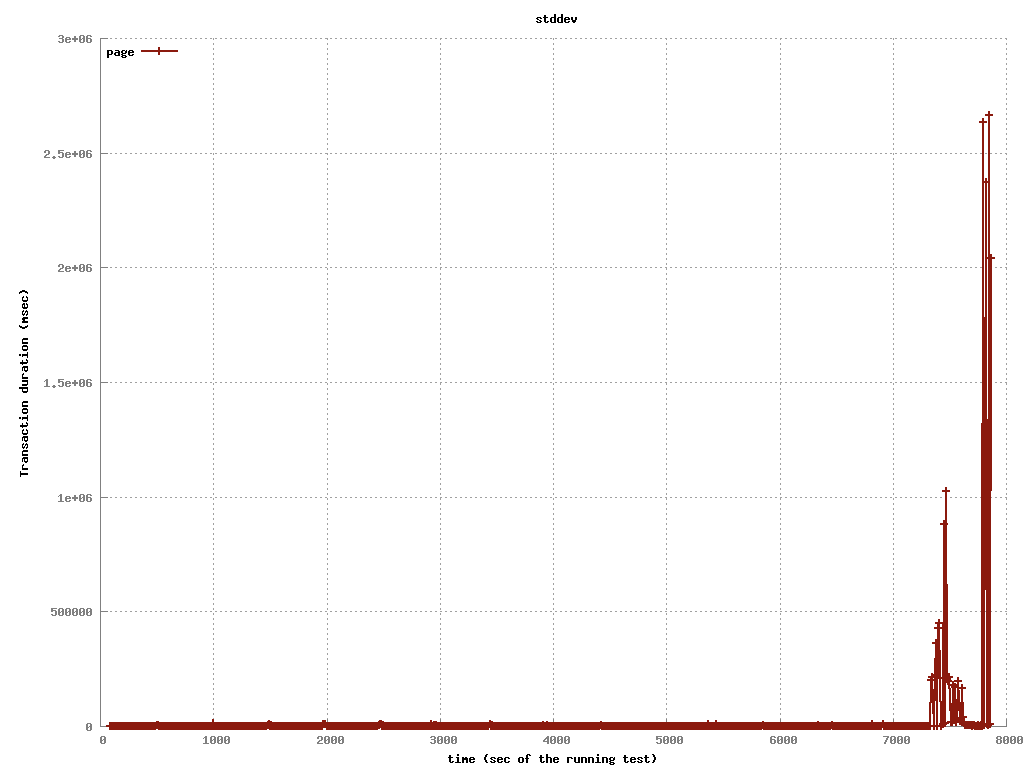 stddev
3e+06
page
2.5e+06
2e+06
1.5e+06
1e+06
500000
0
0 1000 2000 3000 4000 5000 6000 7000 8000
time (sec of the running test)
Transaction duration (msec)